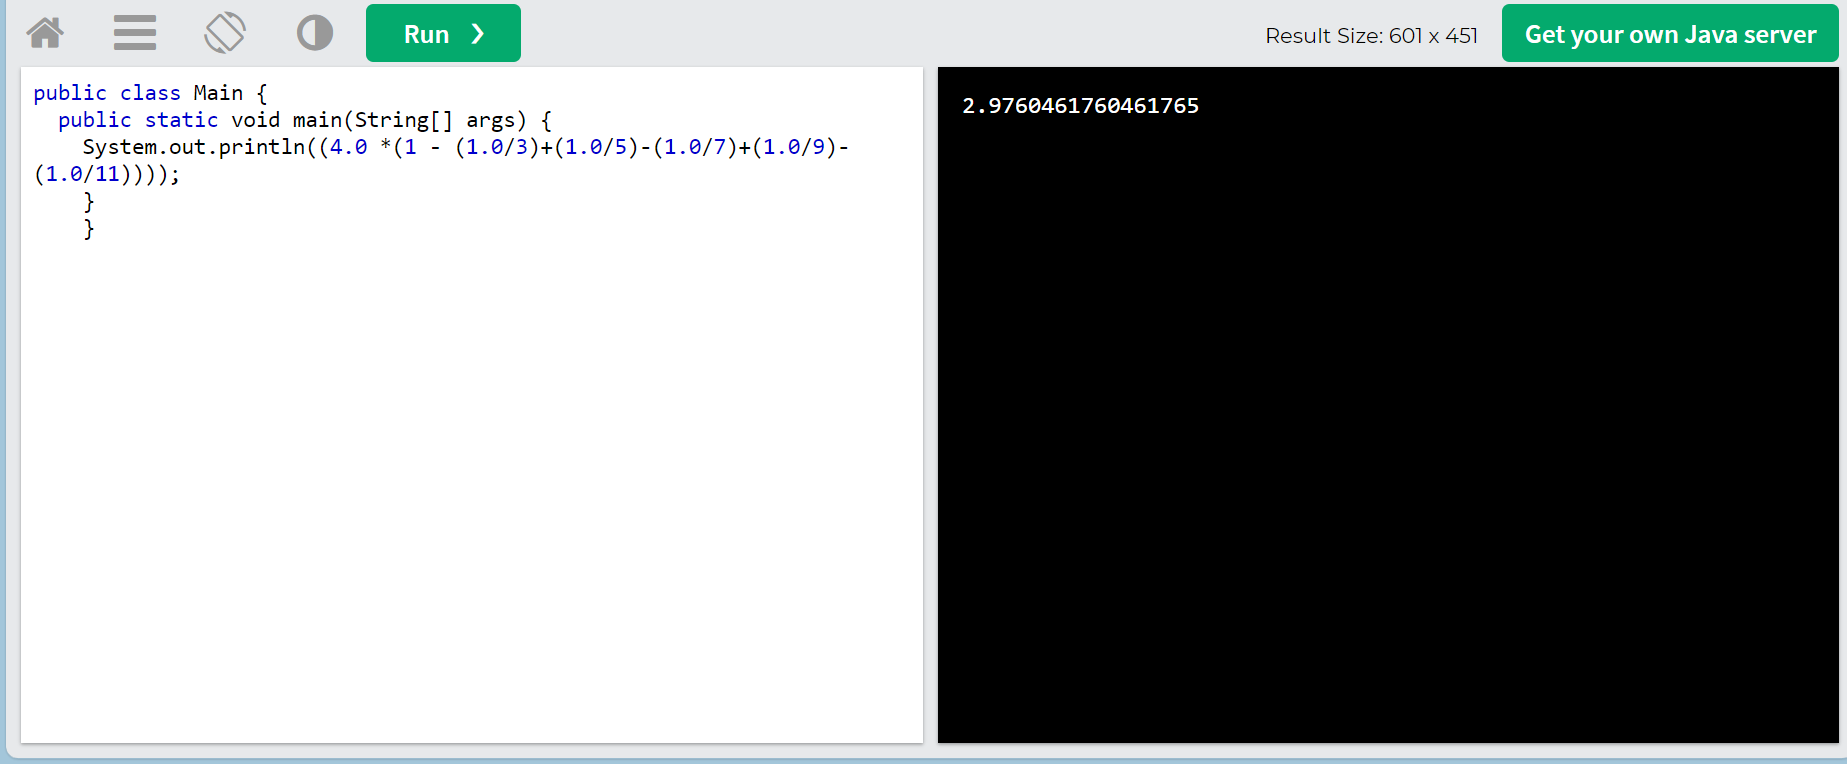 Run ❯
Result Size: 601 x 451
Get your own Java server
public class Main {
  public static void main(String[] args) {
    System.out.println((4.0 *(1 - (1.0/3)+(1.0/5)-(1.0/7)+(1.0/9)-
(1.0/11))));
    }
    }
2.9760461760461765